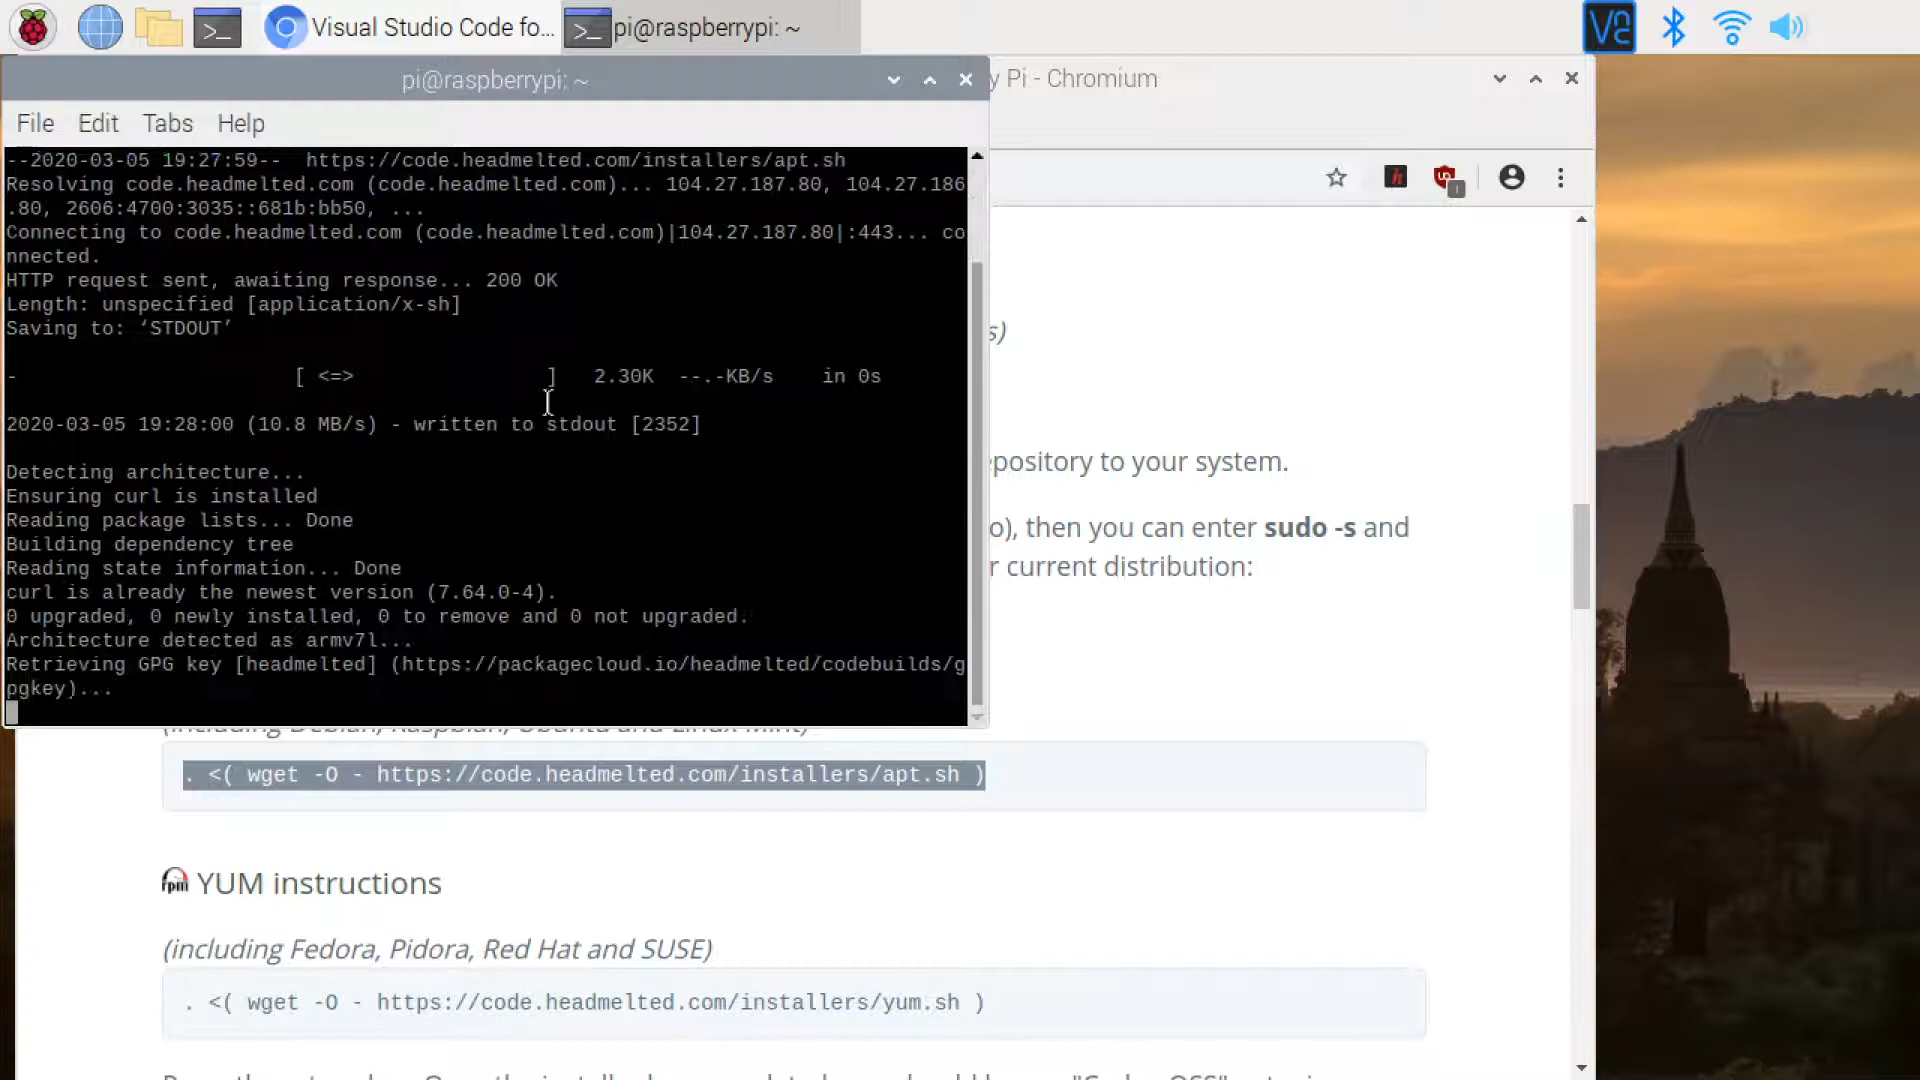 Visual Studio Code fo...
pi@raspberrypi: ~
pi@raspberrypi: ~
y Pi - Chromium
File Edit Tabs Help
--2020-03-05 19:27:59-- https://code.headmelted.com/installers/apt.sh
Resolving code.headmelted.com (code.headmelted.com)... 104.27.187.80, 104.27.186
.80, 2606:4700:3035::681b:bb50, ...
Connecting to code.headmelted.com (code.headmelted.com)|104.27.187.80|:443... co
nnected.
HTTP request sent, awaiting response... 200 OK
Length: unspecified [application/x-sh]
Saving to: ‘STDOUT’
- [ <=> ] 2.30K --.-KB/s in 0s
2020-03-05 19:28:00 (10.8 MB/s) - written to stdout [2352]
Detecting architecture...
Ensuring curl is installed
Reading package lists... Done
Building dependency tree
Reading state information... Done
curl is already the newest version (7.64.0-4).
0 upgraded, 0 newly installed, 0 to remove and 0 not upgraded.
Architecture detected as armv7l...
Retrieving GPG key [headmelted] (https://packagecloud.io/headmelted/codebuilds/g
pgkey)...
s)
epository to your system.
o), then you can enter sudo -s and
r current distribution:
(including Debian, Raspbian, Ubuntu and Linux Mint)
. <( wget -O - https://code.headmelted.com/installers/apt.sh )
YUM instructions
(including Fedora, Pidora, Red Hat and SUSE)
. <( wget -O - https://code.headmelted.com/installers/yum.sh )